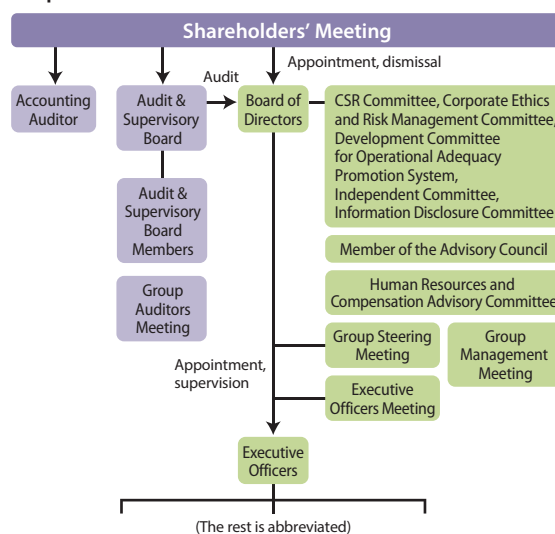 Shareholders' Meeting
Appointment, dismissal
Audit
Accounting
Auditor
Audit &
Supervisory
Board
Board of
Directors
CSR Committee, Corporate Ethics
and Risk Management Committee,
Development Committee
for Operational Adequacy
Promotion System,
Independent Committee,
Information Disclosure Committee
Audit &
Supervisory
Board
Members
Member of the Advisory Council
Group
Auditors
Meeting
Human Resources and
Compensation Advisory Committee
Group Steering
Meeting
Group
Management
Meeting
Appointment,
supervision
Executive
Officers Meeting
Executive
Officers
(The rest is abbreviated)